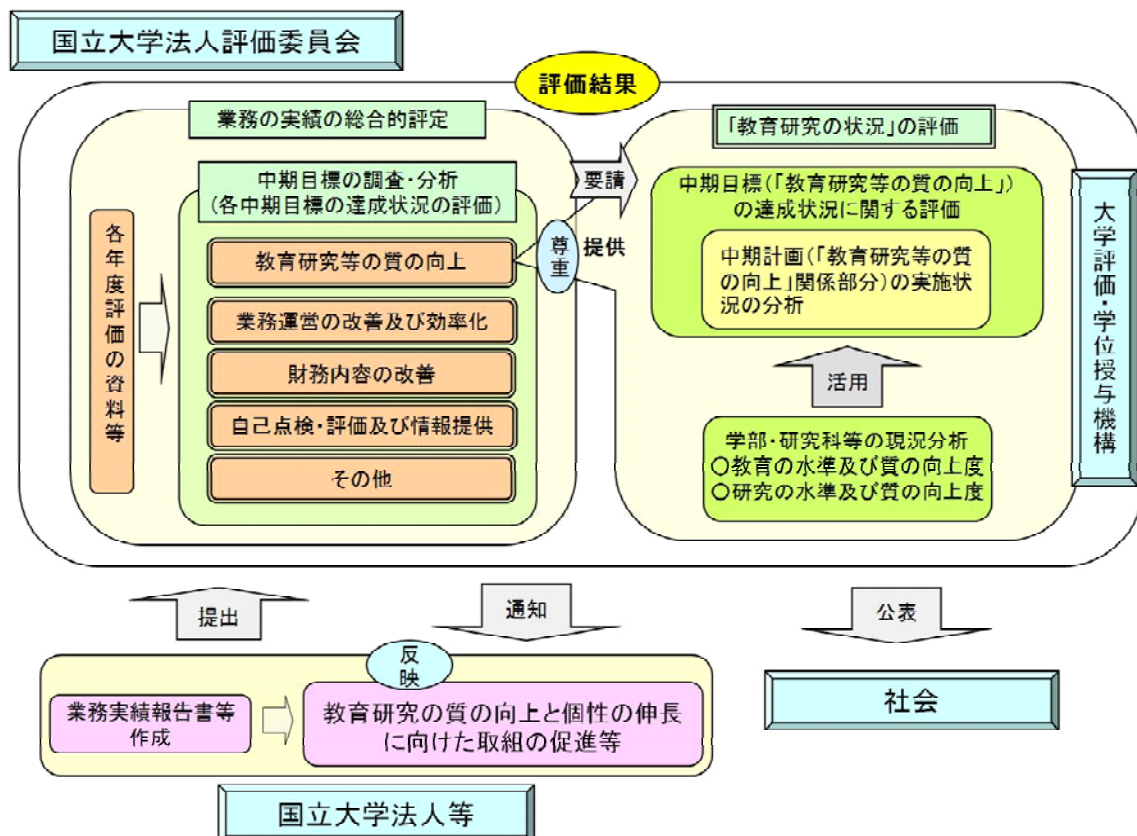 国立大学法人評価委員会
評価結果
業務の実績の総合的評定
中期目標の調査・分析
(各中期目標の達成状況の評価)
各年度評価の資料等
教育研究等の質の向上
業務運営の改善及び効率化
財務内容の改善
自己点検・評価及び情報提供
その他
要請
尊重
提供
「教育研究の状況」の評価
中期目標(「教育研究等の質の向上」)
の達成状況に関する評価
中期計画(「教育研究等の質
の向上」関係部分)の実施状
況の分析
活用
学部・研究科等の現況分析
○教育の水準及び質の向上度
○研究の水準及び質の向上度
大学評価・学位授与機構
提出
通知
公表
反映
業務実績報告書等
作成
教育研究の質の向上と個性の伸長
に向けた取組の促進等
社会
国立大学法人等